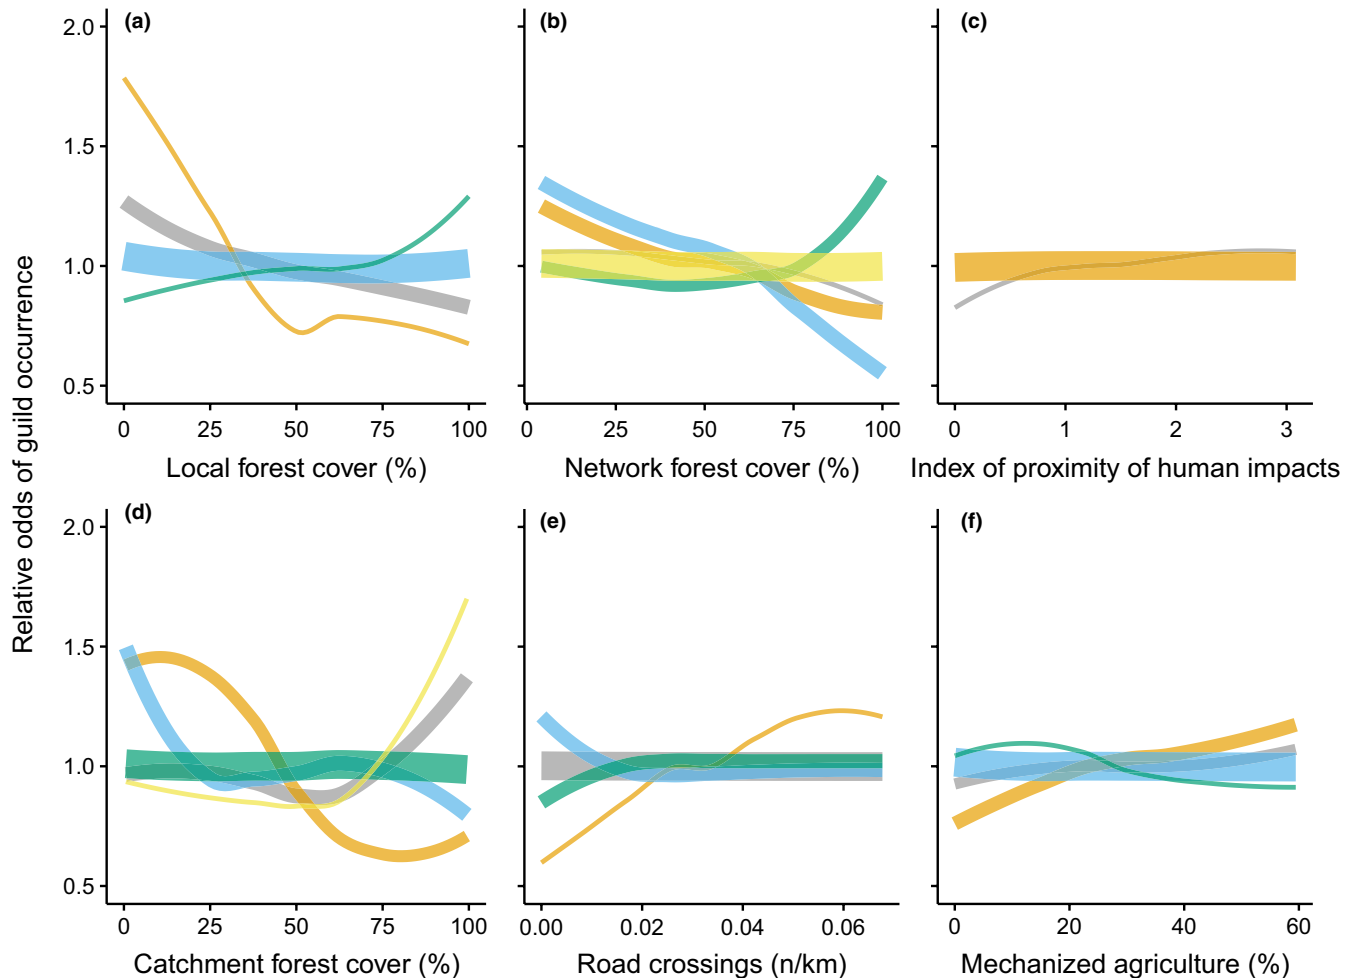 Relative odds of guild occurrence
(a)
(b)
(c)
2.0
1.5
1.0
0.5
0 25 50 75 100
0 25 50 75 100
0 1 2 3
Local forest cover (%)
Network forest cover (%)
Index of proximity of human impacts
(d)
(e)
(f)
2.0
1.5
1.0
0.5
0 25 50 75 100
0.00 0.02 0.04 0.06
0 20 40 60
Catchment forest cover (%)
Road crossings (n/km)
Mechanized agriculture (%)